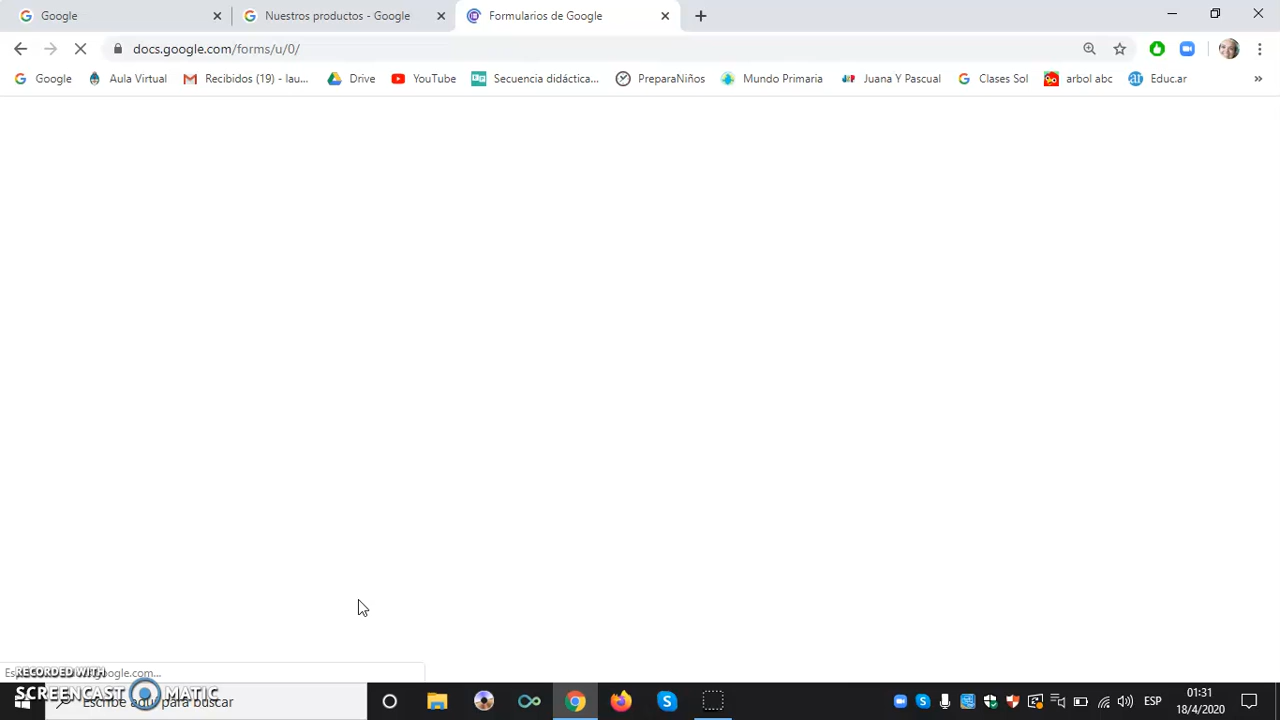 Google
Nuestros productos - Google
Formularios de Google
docs.google.com/forms/u/0/
Google
Aula Virtual
Recibidos (19) - lau...
Drive
YouTube
Secuencia didáctica...
PreparaNiños
Mundo Primaria
Juana Y Pascual
Clases Sol
arbol abc
Educ.ar
RECORDED WITH
google.com...
SCREENCAST MATIC
Escribe aquí para buscar
ESP
01:31
18/4/2020